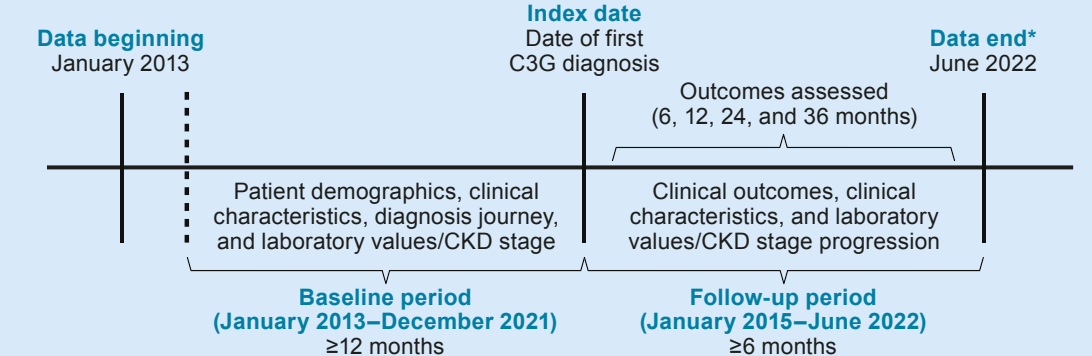 Data beginning
January 2013
Index date
Date of first
C3G diagnosis
Data end*
June 2022
Outcomes assessed
(6, 12, 24, and 36 months)
Patient demographics, clinical
characteristics, diagnosis journey,
and laboratory values/CKD stage
Clinical outcomes, clinical
characteristics, and laboratory
values/CKD stage progression
Baseline period
(January 2013–December 2021)
≥12 months
Follow-up period
(January 2015–June 2022)
≥6 months